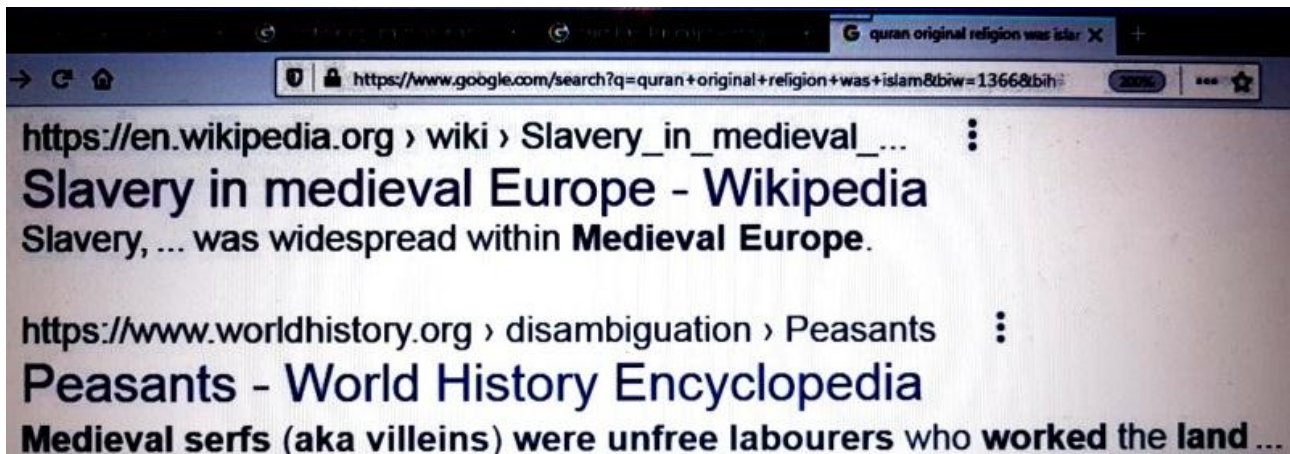 G quran original religion was islar X +
https://www.google.com/search?q=quran+original+religion+was+islam&biw=1366&bih 200% ...
https://en.wikipedia.org › wiki › Slavery_in_medieval_...
Slavery in medieval Europe - Wikipedia
Slavery, ... was widespread within Medieval Europe.
https://www.worldhistory.org › disambiguation › Peasants
Peasants - World History Encyclopedia
Medieval serfs (aka villeins) were unfree labourers who worked the land ...